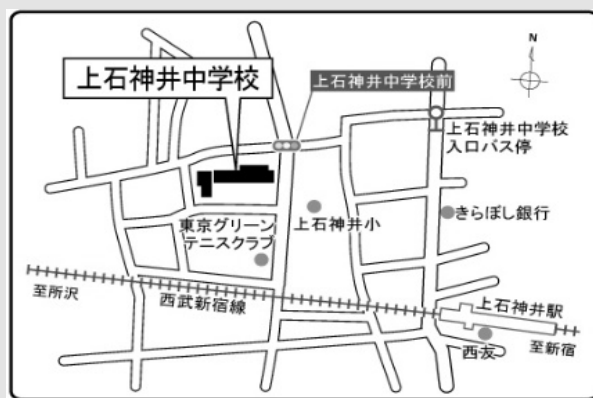 N
上石神井中学校
上石神井中学校前
上石神井中学校
入口バス停
きらぼし銀行
東京グリーン
テニスクラブ
上石神井小
至所沢
西武新宿線
上石神井駅
西友
至新宿